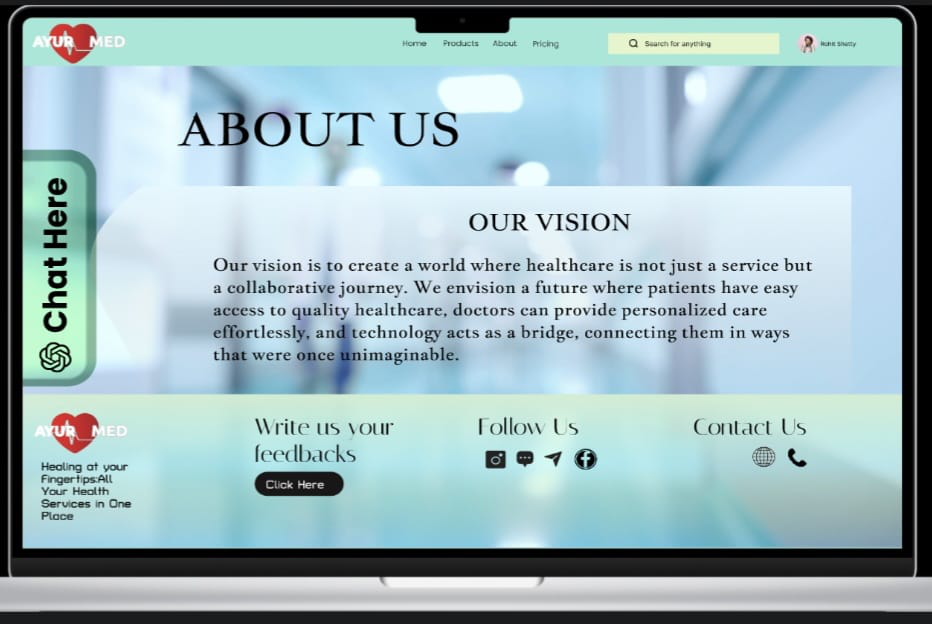 AYUR MED
Home Products About Pricing
Search for anything
Rohit Shetty
ABOUT US
Chat Here
OUR VISION
Our vision is to create a world where healthcare is not just a service but
a collaborative journey. We envision a future where patients have easy
access to quality healthcare, doctors can provide personalized care
effortlessly, and technology acts as a bridge, connecting them in ways
that were once unimaginable.
AYUR MED
Healing at your
Fingertips:All
Your Health
Services in One
Place
Write us your
feedbacks
Click Here
Follow Us
Contact Us